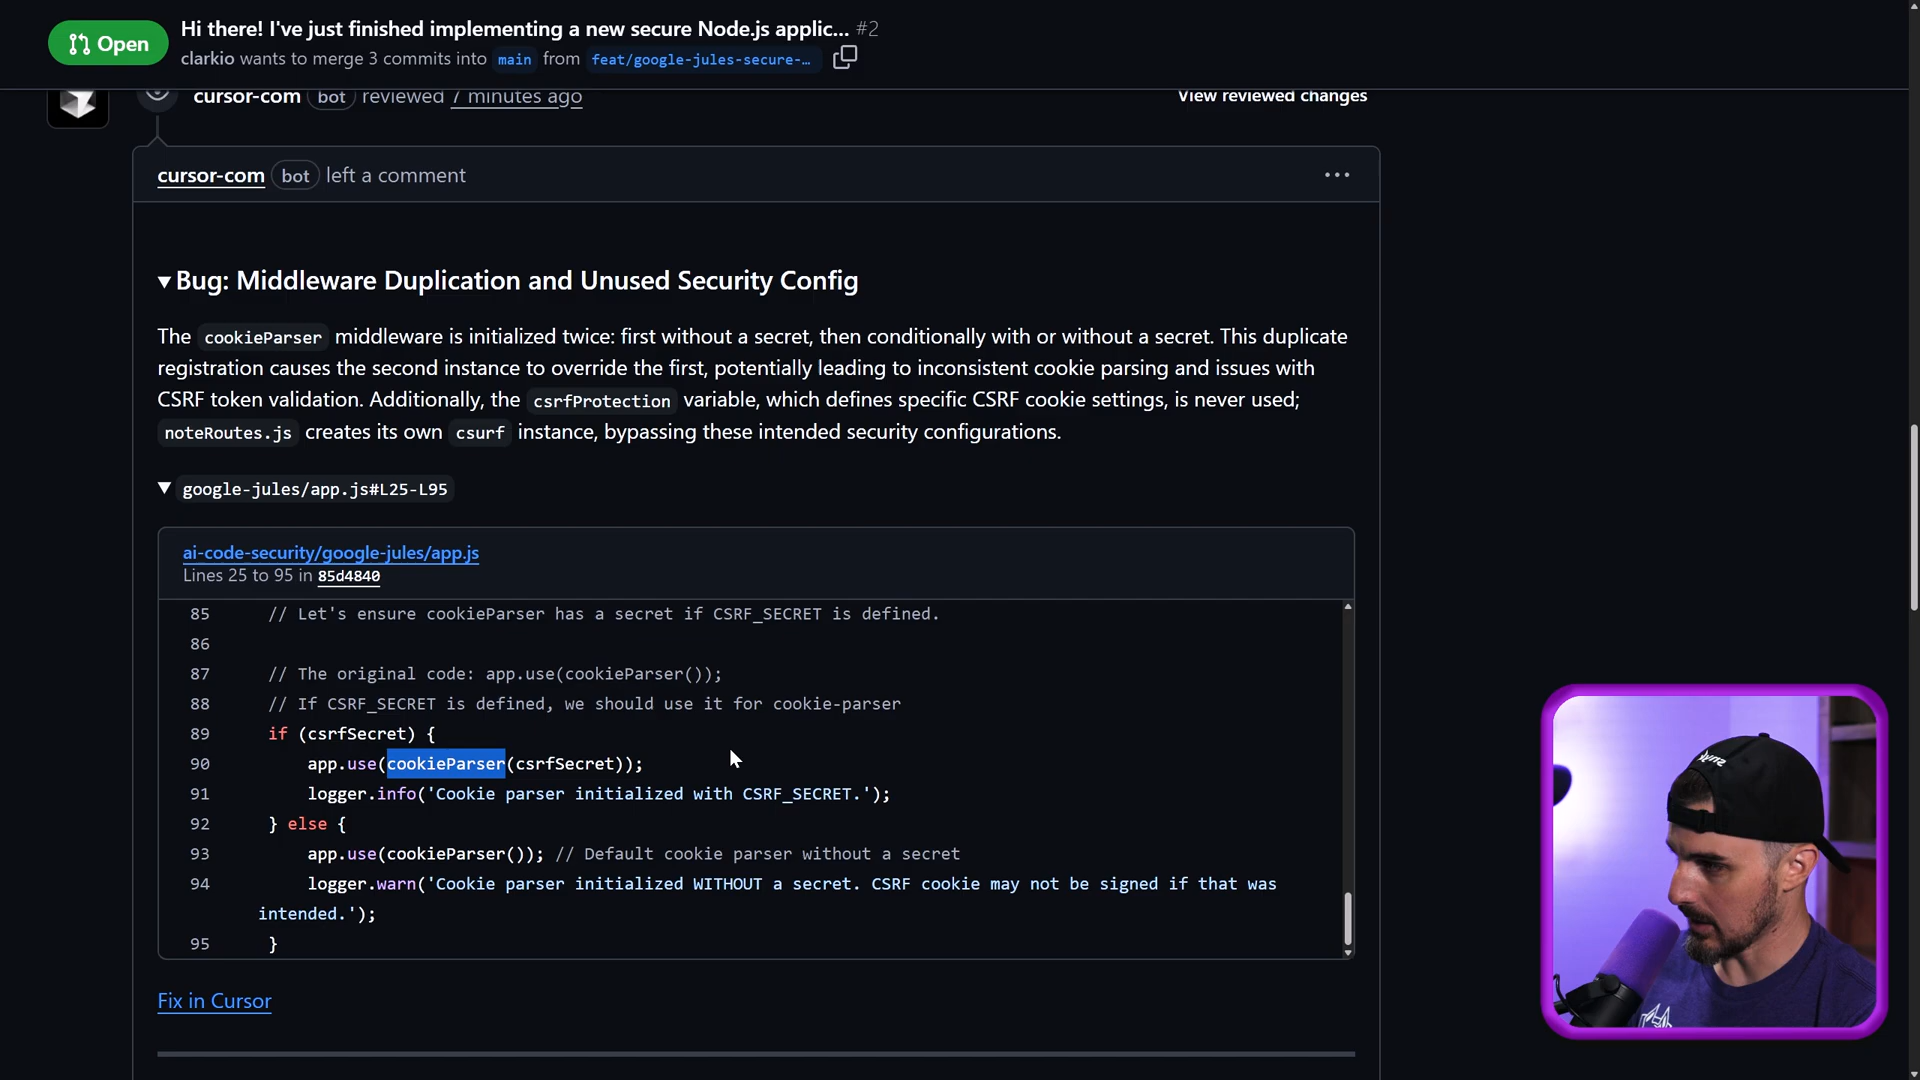 Open
Hi there! I've just finished implementing a new secure Node.js applic... #2
clarkio wants to merge 3 commits into main from feat/google-jules-secure-...
cursor-com bot reviewed 7 minutes ago
View reviewed changes
cursor-com bot left a comment
Bug: Middleware Duplication and Unused Security Config
The cookieParser middleware is initialized twice: first without a secret, then conditionally with or without a secret. This duplicate
registration causes the second instance to override the first, potentially leading to inconsistent cookie parsing and issues with
CSRF token validation. Additionally, the csrfProtection variable, which defines specific CSRF cookie settings, is never used;
noteRoutes.js creates its own csurf instance, bypassing these intended security configurations.
google-jules/app.js#L25-L95
ai-code-security/google-jules/app.js
Lines 25 to 95 in 85d4840
85 // Let's ensure cookieParser has a secret if CSRF_SECRET is defined.
86
87 // The original code: app.use(cookieParser());
88 // If CSRF_SECRET is defined, we should use it for cookie-parser
89 if (csrfSecret) {
90 app.use(cookieParser(csrfSecret));
91 logger.info('Cookie parser initialized with CSRF_SECRET.');
92 } else {
93 app.use(cookieParser()); // Default cookie parser without a secret
94 logger.warn('Cookie parser initialized WITHOUT a secret. CSRF cookie may not be signed if that was
intended.');
95 }
Fix in Cursor